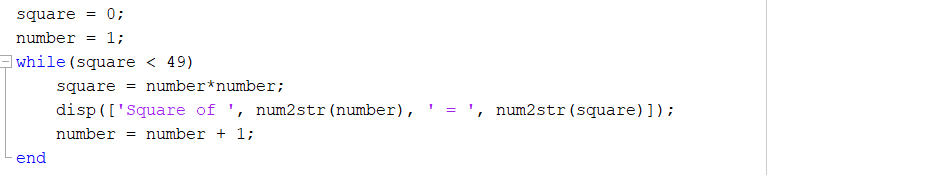 square = 0;
number = 1;
while(square < 49)
    square = number*number;
    disp(['Square of ', num2str(number), ' = ', num2str(square)]);
    number = number + 1;
end